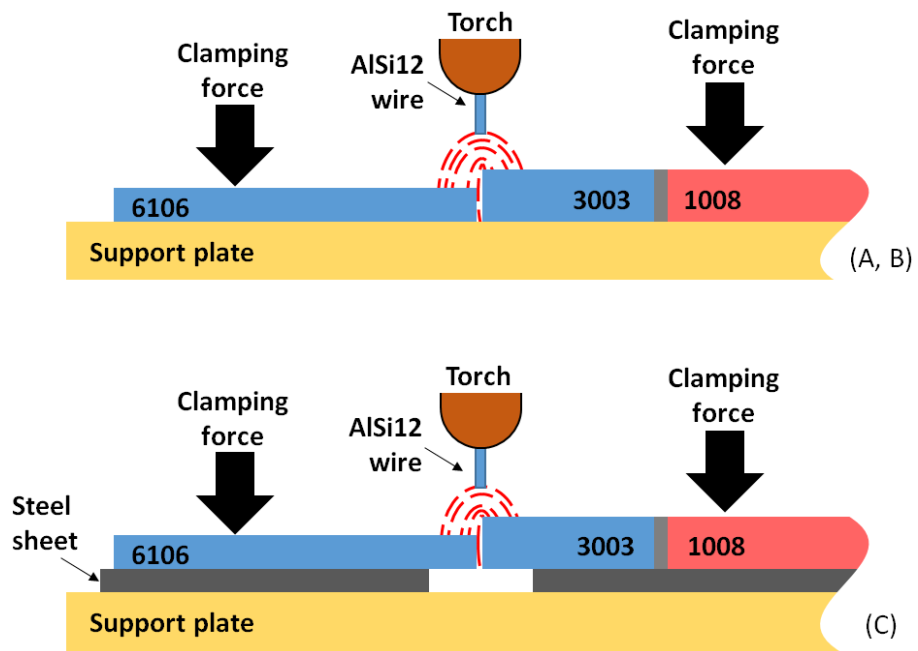 Torch
Clamping
force
AlSi12
wire
Clamping
force
6106
3003
1008
Support plate
(A, B)
Torch
Clamping
force
AlSi12
wire
Clamping
force
Steel
sheet
6106
3003
1008
Support plate
(C)